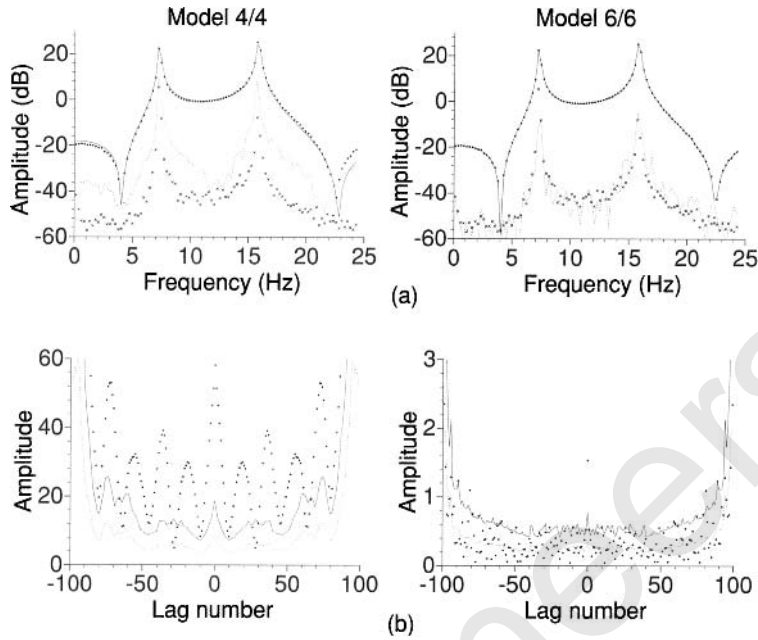 Model 4/4
Model 6/6
Amplitude (dB)
20
0
-20
-40
-60
0 5 10 15 20 25
Frequency (Hz)
Amplitude (dB)
20
0
-20
-40
-60
0 5 10 15 20 25
Frequency (Hz)
(a)
Amplitude
60
40
20
0
-100 -50 0 50 100
Lag number
Amplitude
3
2
1
0
-100 -50 0 50 100
Lag number
(b)
neers